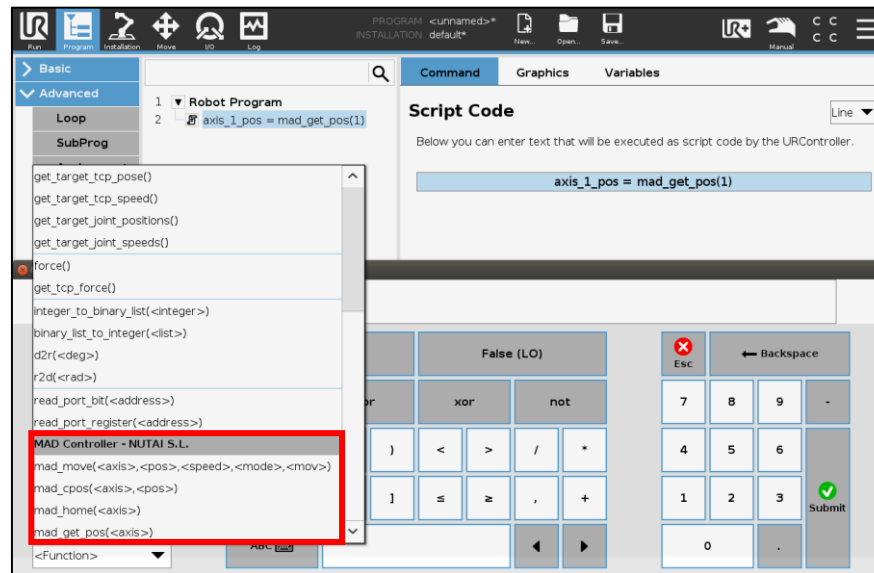 UR
PROGRAM <unnamed>*
INSTALLATION default*
Run Program Installation Move I/O Log New... Open... Save... UR+ Manual C C
C C
Basic
Advanced
Loop
SubProg
1 Robot Program
2 axis_1_pos = mad_get_pos(1)
Command Graphics Variables
Script Code
Line
Below you can enter text that will be executed as script code by the URController.
axis_1_pos = mad_get_pos(1)
get_target_tcp_pose()
get_target_tcp_speed()
get_target_joint_positions()
get_target_joint_speeds()
force()
get_tcp_force()
integer_to_binary_list(<integer>)
binary_list_to_integer(<list>)
d2r(<deg>)
r2d(<rad>)
read_port_bit(<address>)
read_port_register(<address>)
MAD Controller - NUTAI S.L.
mad_move(<axis>,<pos>,<speed>,<mode>,<mov>)
mad_cpos(<axis>,<pos>)
mad_home(<axis>)
mad_get_pos(<axis>)
<Function>
False (LO) Esc Backspace
xor not 7 8 9 -
) < > / * 4 5 6
] ≤ ≥ , + 1 2 3 Submit
ABC 0 .